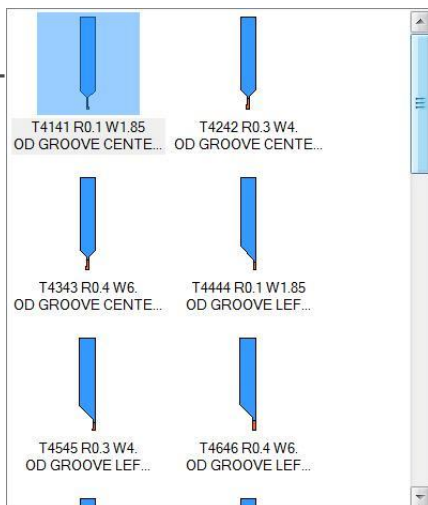 T4141 R0.1 W1.85
OD GROOVE CENTE...
T4242 R0.3 W4.
OD GROOVE CENTE...
T4343 R0.4 W6.
OD GROOVE CENTE...
T4444 R0.1 W1.85
OD GROOVE LEF...
T4545 R0.3 W4.
OD GROOVE LEF...
T4646 R0.4 W6.
OD GROOVE LEF...